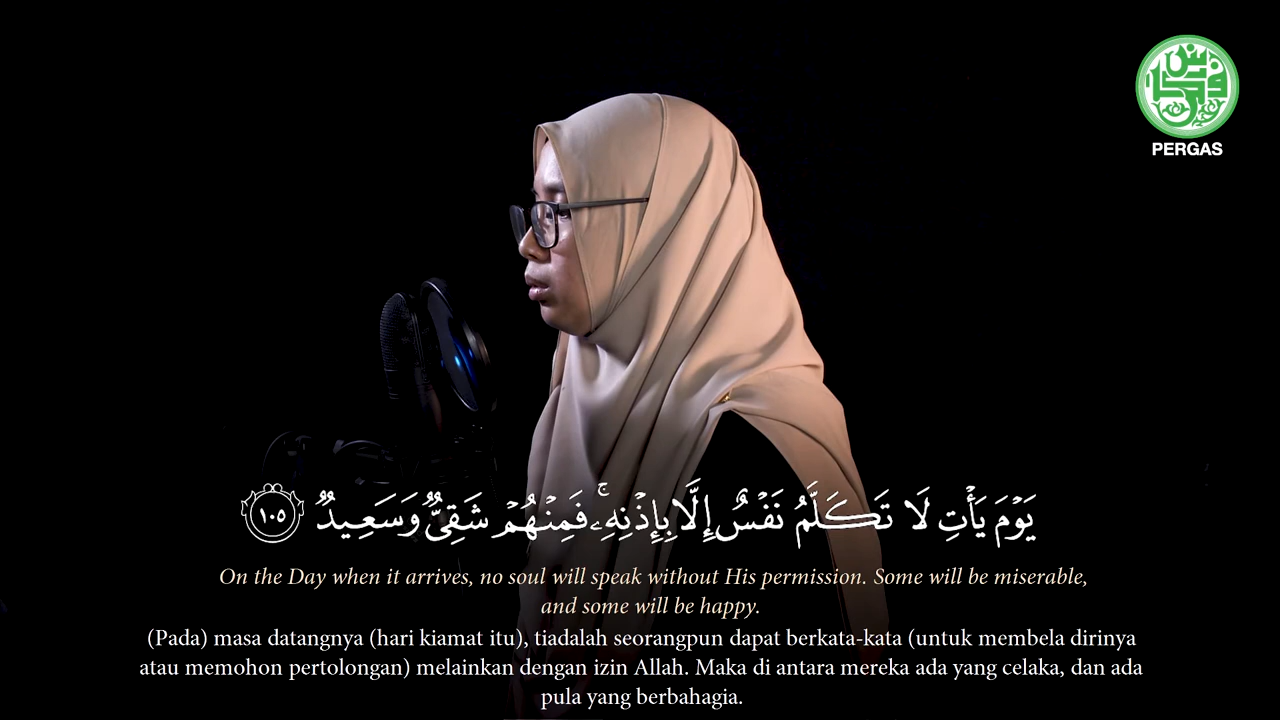 PERGAS
يَوْمَ يَأْتِ لَا تَكَلَّمُ نَفْسٌ إِلَّا بِإِذْنِهِۦ ۚ فَمِنْهُمْ شَقِىٌّ وَسَعِيدٌ ١٠٥
On the Day when it arrives, no soul will speak without His permission. Some will be miserable,
and some will be happy.
(Pada) masa datangnya (hari kiamat itu), tiadalah seorangpun dapat berkata-kata (untuk membela dirinya
atau memohon pertolongan) melainkan dengan izin Allah. Maka di antara mereka ada yang celaka, dan ada
pula yang berbahagia.